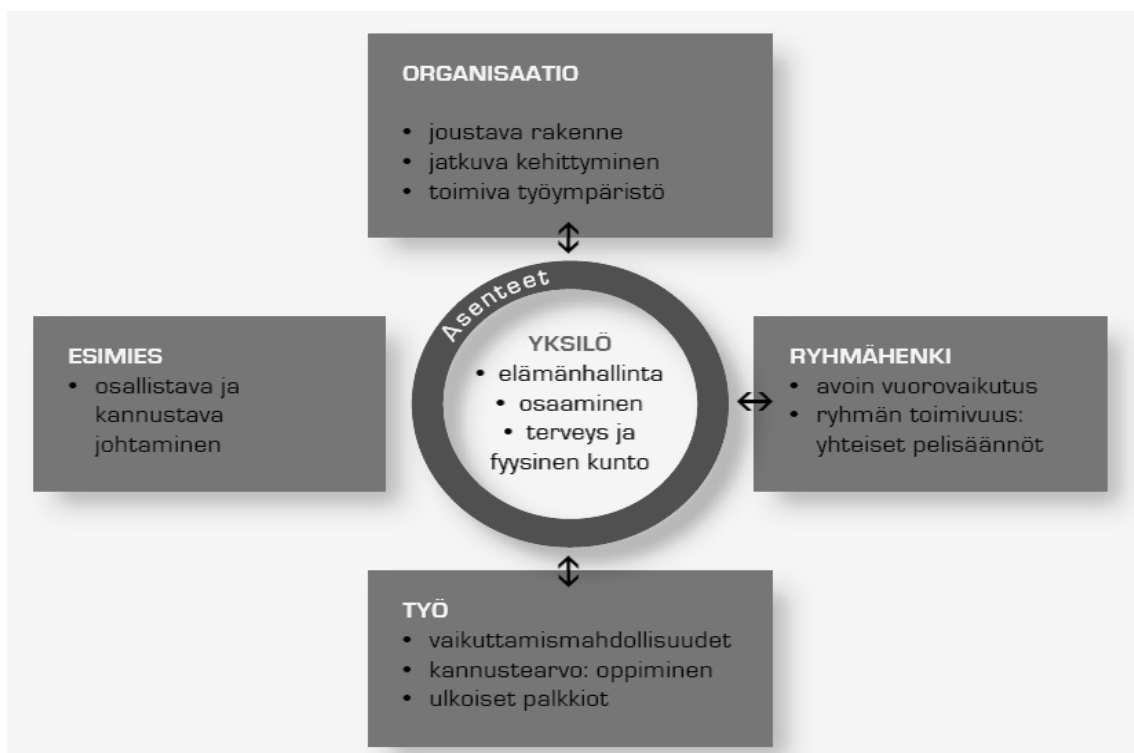 ORGANISAATIO
• joustava rakenne
• jatkuva kehittyminen
• toimiva työympäristö
Asenteet
ESIMIES
• osallistava ja
kannustava
johtaminen
YKSILÖ
• elämänhallinta
• osaaminen
• terveys ja
fyysinen kunto
RYHMÄHENKI
• avoin vuorovaikutus
• ryhmän toimivuus:
yhteiset pelisäännöt
TYÖ
• vaikuttamismahdollisuudet
• kannustearvo: oppiminen
• ulkoiset palkkiot